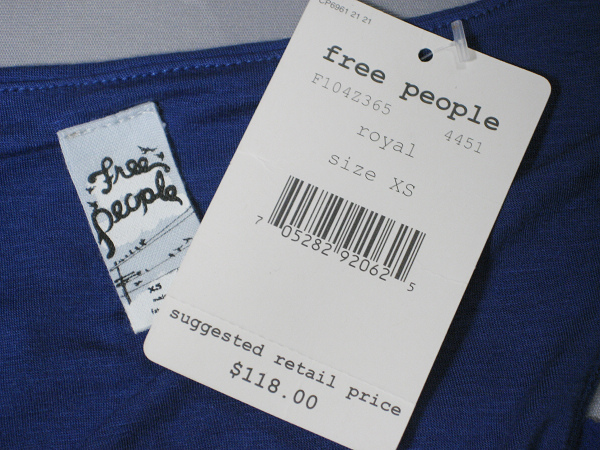 CP6961 21 21
free people
F104Z365 4451
royal
size XS
7 05282 92062 5
suggested retail price
$118.00
Free
People
XS